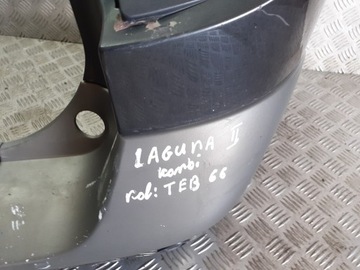 LAGUNA II
kombi
kol: TEB 66